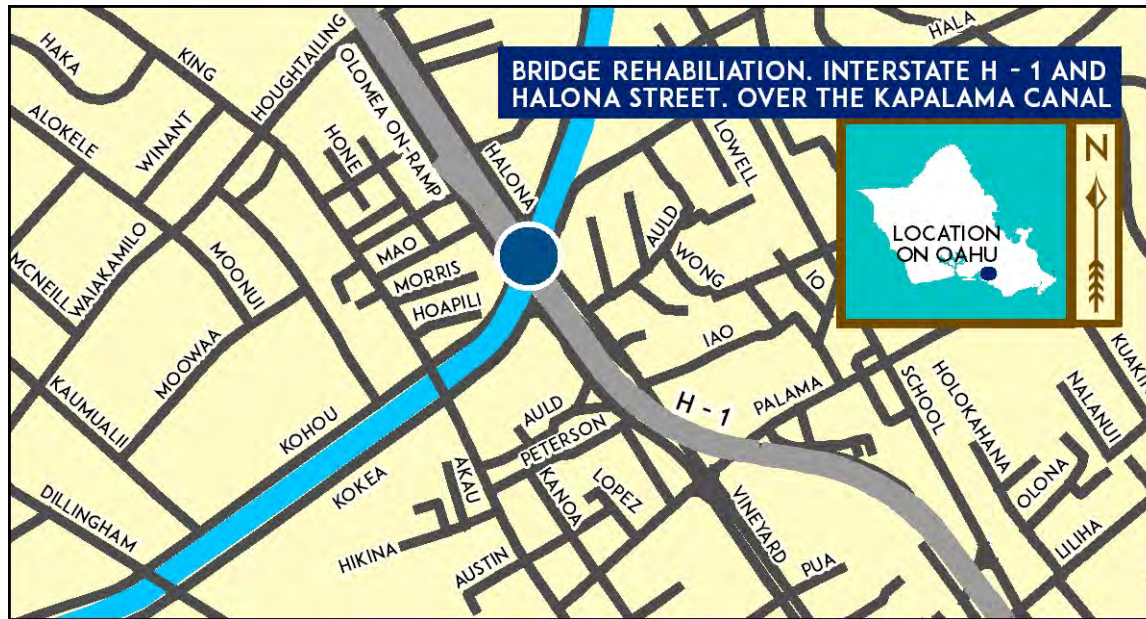 HAKA
KING
HOUGHTAILING
OLOMEA ON-RAMP
HALA
BRIDGE REHABILIATION. INTERSTATE H - 1 AND
HALONA STREET. OVER THE KAPALAMA CANAL
ALOKELE
WINANT
HONE
HALONA
LOWELL
N
LOCATION
ON OAHU
MCNEILL
WAIAKAMILO
MOONUI
MAO
MORRIS
HOAPILI
AULD
WONG
IO
IAO
MOOWAA
KAUMUALII
KOHOU
KOKEA
AULD
PETERSON
H - 1
PALAMA
SCHOOL
HOLOKAHANA
NALANUI
OLONA
LILIHA
DILLINGHAM
AKAU
KANOA
LOPEZ
HIKINA
AUSTIN
VINEYARD
PUA